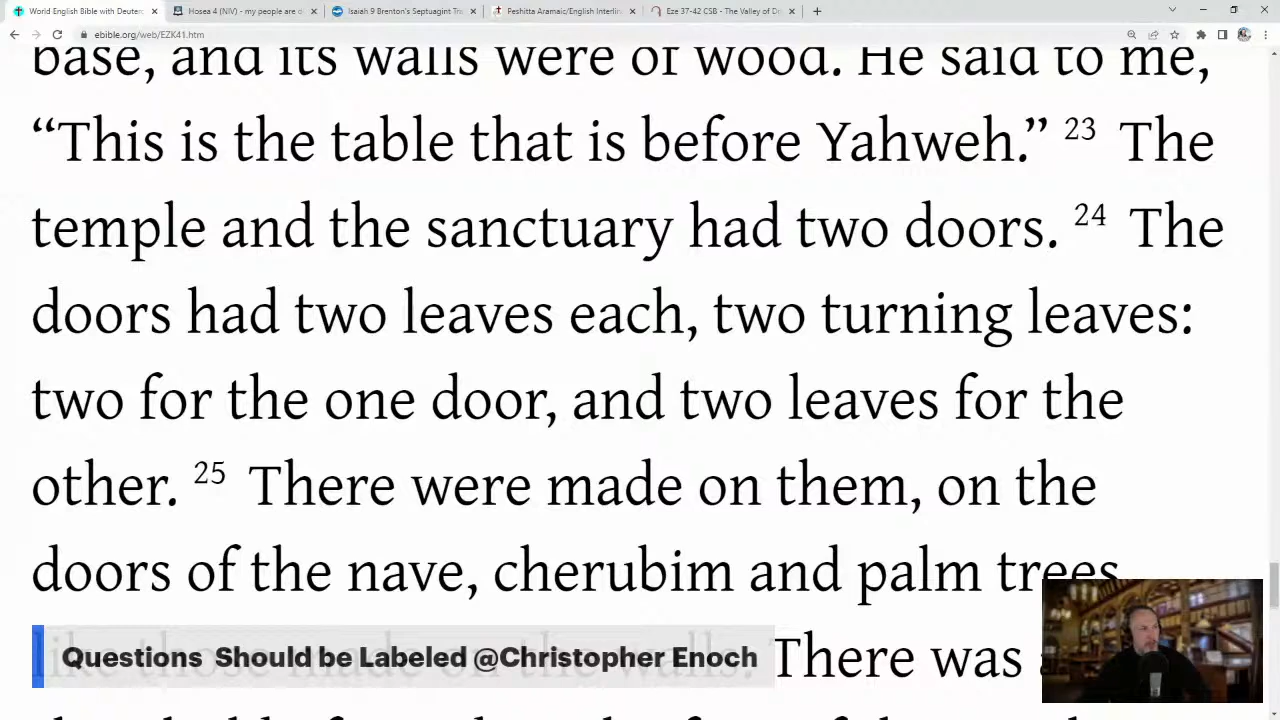 World English Bible with Deutero
Hosea 4 (NIV) - my people are d
Isaiah 9 Brenton's Septuagint Tra
Peshitta Aramaic/English Interlin
Eze 37-42 CSB - The Valley of Do
ebible.org/web/EZK41.htm
base, and its walls were of wood. He said to me,
“This is the table that is before Yahweh.” 23 The
temple and the sanctuary had two doors. 24 The
doors had two leaves each, two turning leaves:
two for the one door, and two leaves for the
other. 25 There were made on them, on the
doors of the nave, cherubim and palm trees
walls. There was
Questions Should be Labeled @Christopher Enoch